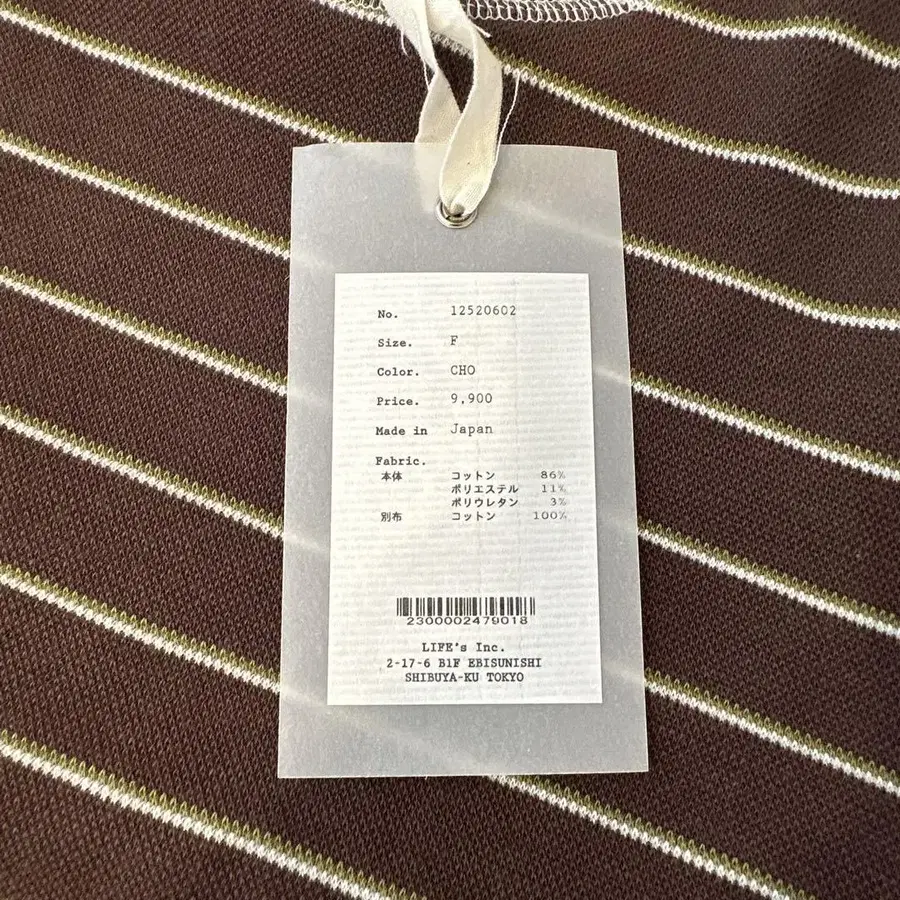 No. 12520602
Size. F
Color. CHO
Price. 9,900
Made in Japan
Fabric.
本体 コットン 86%
ポリエステル 11%
ポリウレタン 3%
別布 コットン 100%
2300002479018
LIFE's Inc.
2-17-6 B1F EBISUNISHI
SHIBUYA-KU TOKYO